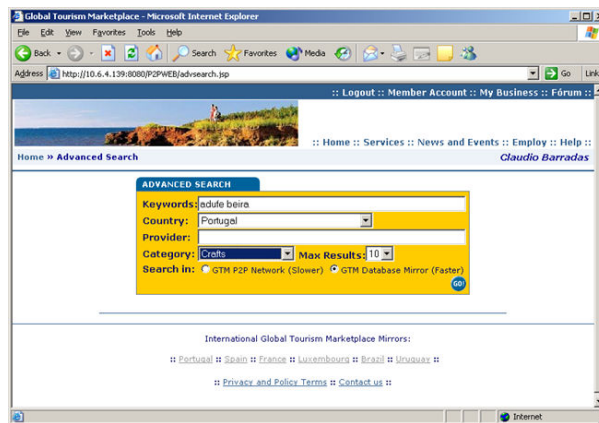 Global Tourism Marketplace - Microsoft Internet Explorer
File Edit View Favorites Tools Help
Back Search Favorites Media
Address http://10.6.4.139:8080/P2PWEB/advsearch.jsp Go Link
:: Logout :: Member Account :: My Business :: Fórum ::
:: Home :: Services :: News and Events :: Employ :: Help ::
Home » Advanced Search Claudio Barradas
ADVANCED SEARCH
Keywords: adufe beira
Country: Portugal
Provider:
Category: Crafts Max Results: 10
Search in: GTM P2P Network (Slower) GTM Database Mirror (Faster)
GO!
International Global Tourism Marketplace Mirrors:
:: Portugal :: Spain :: France :: Luxembourg :: Brazil :: Uruguay ::
:: Privacy and Policy Terms :: Contact us ::
Internet